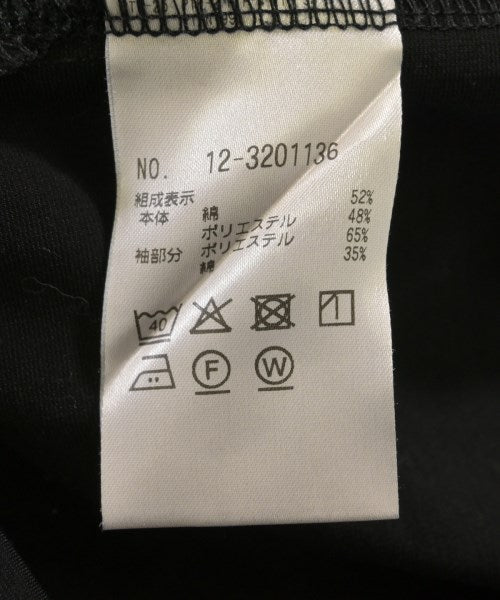 NO. 12-3201136
組成表示
本体 綿 52%
ポリエステル 48%
袖部分 ポリエステル 65%
綿 35%
40
F W